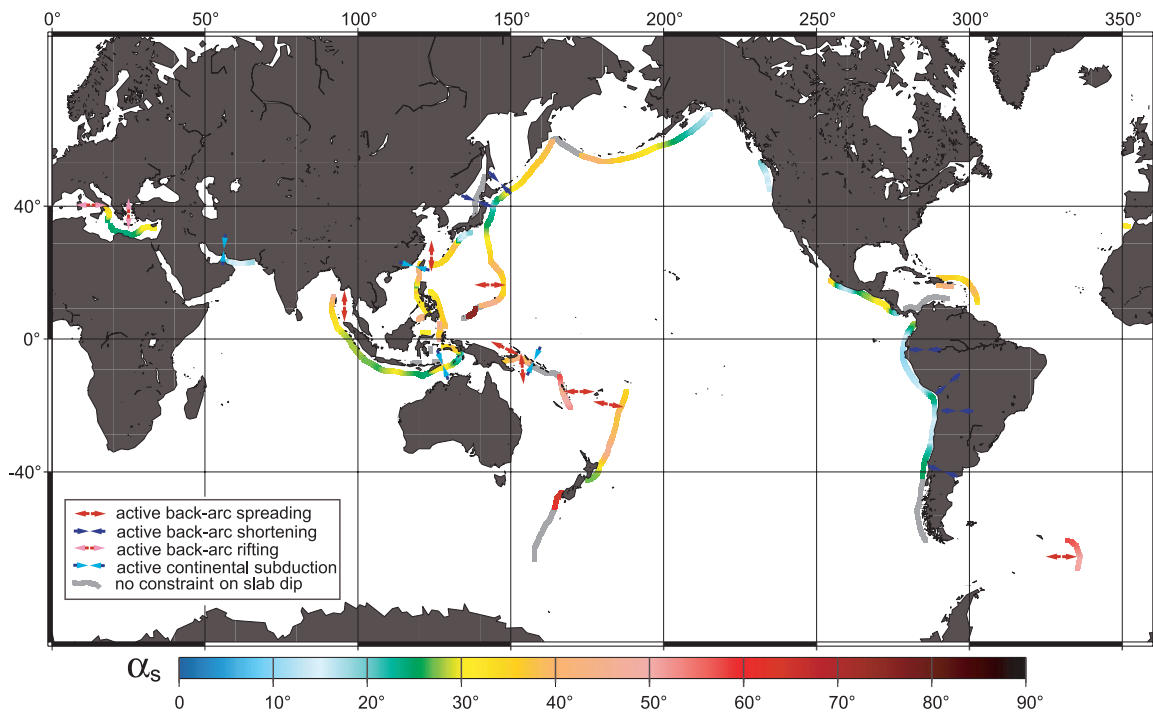 0° 50° 100° 150° 200° 250° 300° 350°
40°
0°
-40°
active back-arc spreading
active back-arc shortening
active back-arc rifting
active continental subduction
no constraint on slab dip
αs
0 10° 20° 30° 40° 50° 60° 70° 80° 90°